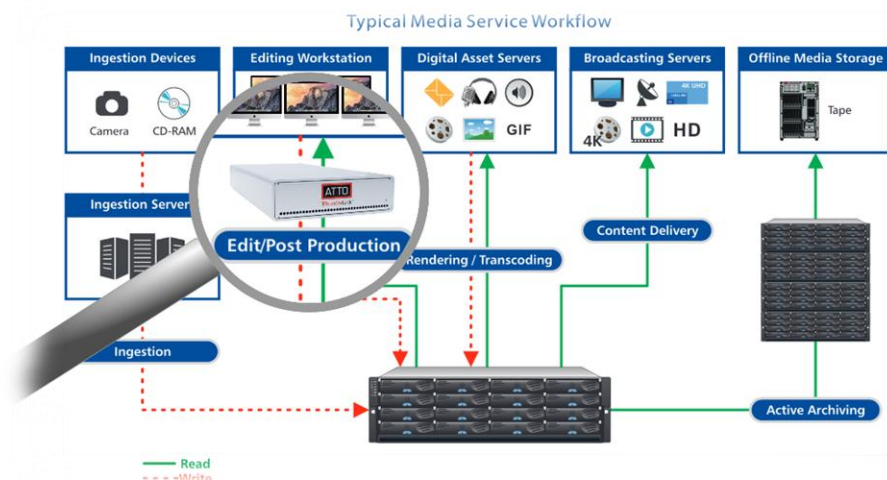 Typical Media Service Workflow
Ingestion Devices
Camera
CD-RAM
Editing Workstation
Digital Asset Servers
GIF
Broadcasting Servers
4K UHD
4K
HD
Offline Media Storage
Tape
Ingestion Server
ATTO
Edit/Post Production
Rendering / Transcoding
Content Delivery
Ingestion
Active Archiving
Read
Write